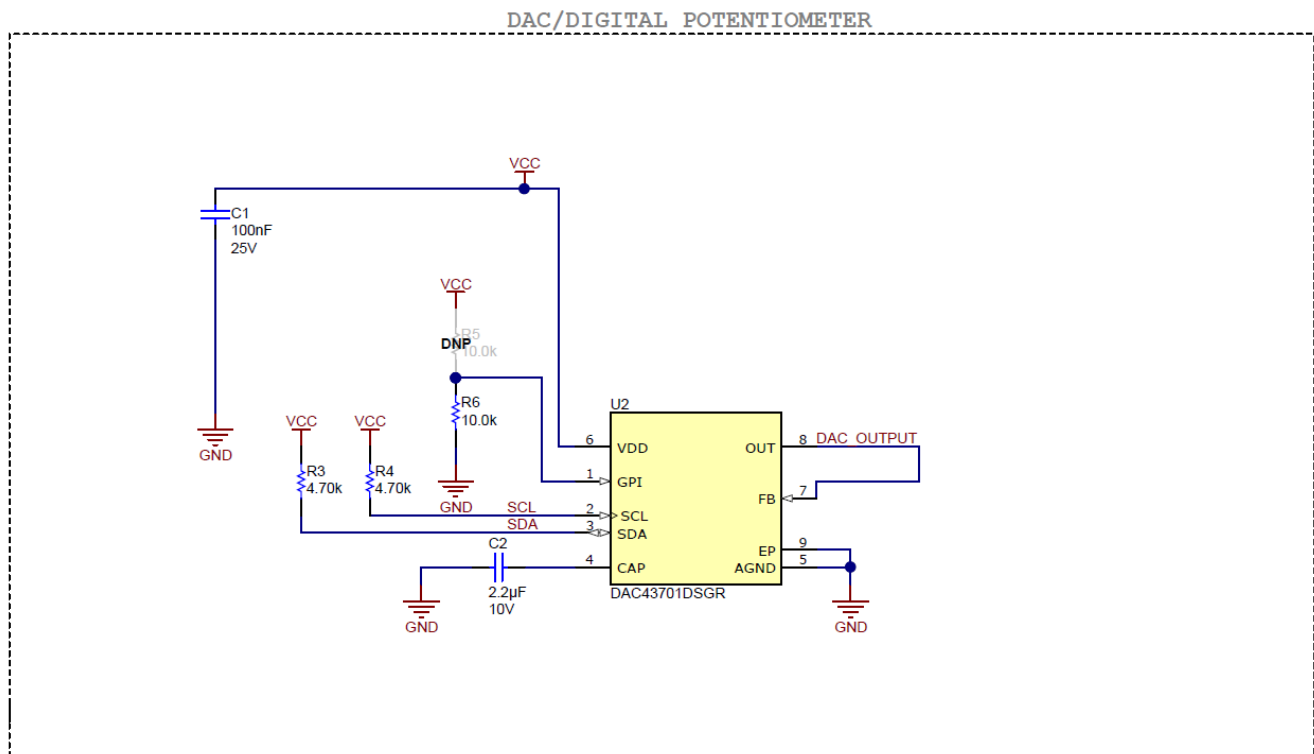 DAC/DIGITAL POTENTIOMETER
VCC
C1
100nF
25V
GND
VCC
R5
DNP
10.0k
R6
10.0k
GND
VCC
R3
4.70k
VCC
R4
4.70k
SCL
SDA
C2
2.2µF
10V
GND
U2
6 VDD
1 GPI
2 SCL
3 SDA
4 CAP
OUT 8
FB 7
EP 9
AGND 5
DAC43701DSGR
DAC_OUTPUT
GND